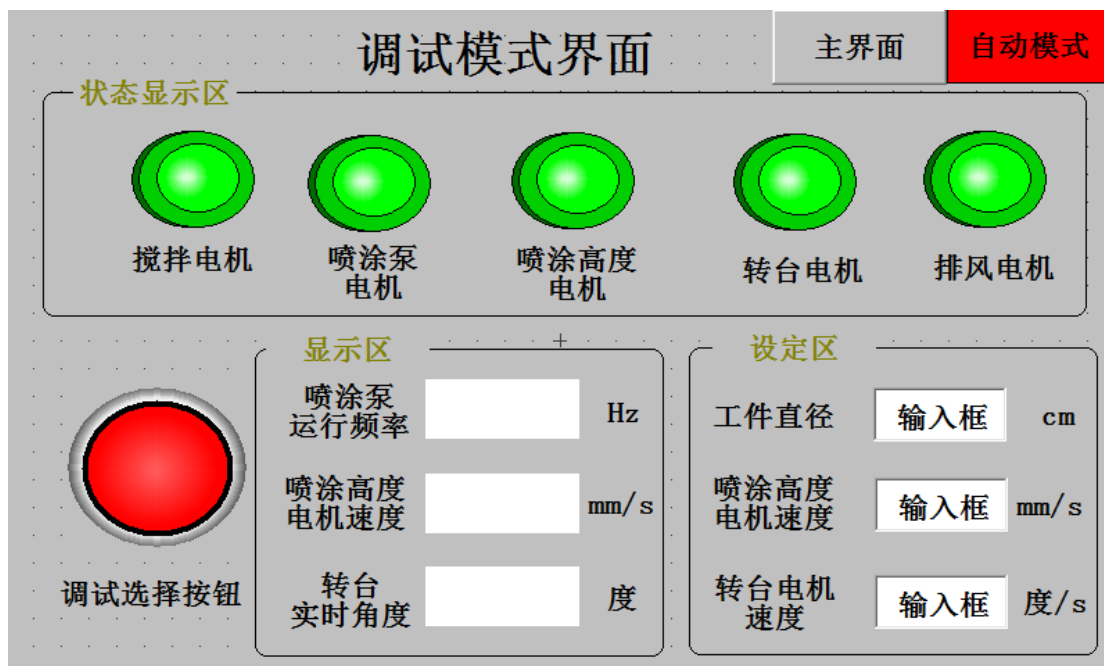 调试模式界面
主界面
自动模式
状态显示区
搅拌电机
喷涂泵
电机
喷涂高度
电机
转台电机
排风电机
显示区
喷涂泵
运行频率
Hz
喷涂高度
电机速度
mm/s
转台
实时角度
度
设定区
工件直径
输入框
cm
喷涂高度
电机速度
输入框
mm/s
转台电机
速度
输入框
度/s
调试选择按钮